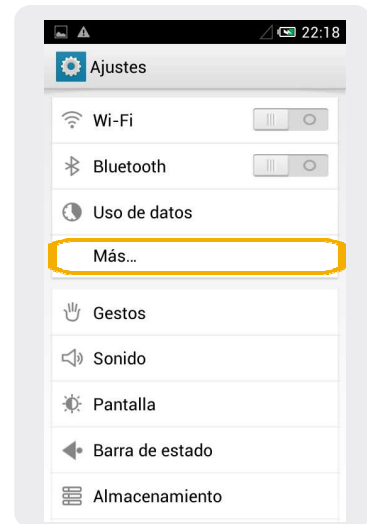 22:18
Ajustes
Wi-Fi
Bluetooth
Uso de datos
Más...
Gestos
Sonido
Pantalla
Barra de estado
Almacenamiento